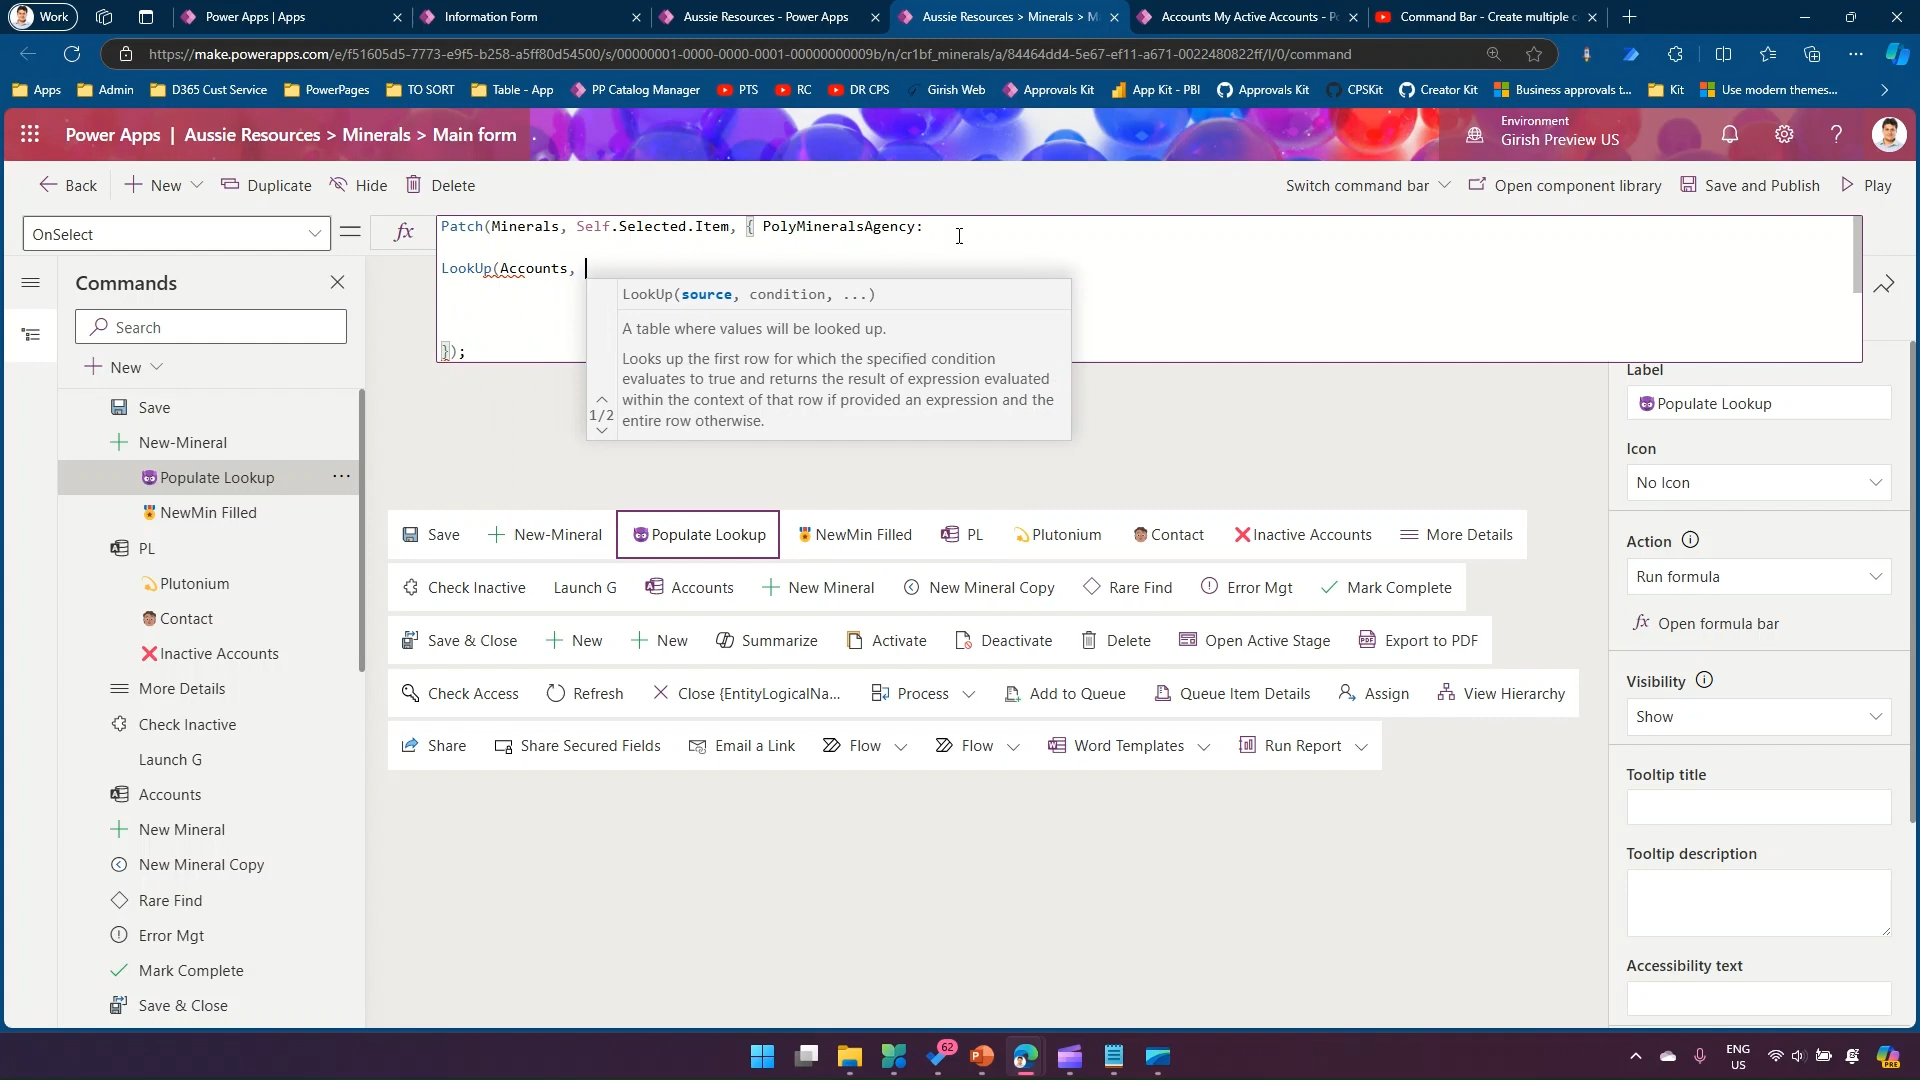 Work
Power Apps | Apps
Information Form
Aussie Resources - Power Apps
Aussie Resources > Minerals > M
Accounts My Active Accounts - P
Command Bar - Create multiple c
https://make.powerapps.com/e/f51605d5-7773-e9f5-b258-a5ff80d54500/s/00000001-0000-0000-0001-00000000009b/n/cr1bf_minerals/a/84464dd4-5e67-ef11-a671-0022480822ff/l/0/command
Apps
Admin
D365 Cust Service
PowerPages
TO SORT
Table - App
PP Catalog Manager
PTS
RC
DR CPS
Girish Web
Approvals Kit
App Kit - PBI
Approvals Kit
CPSKit
Creator Kit
Business approvals t...
Kit
Use modern themes...
Power Apps | Aussie Resources > Minerals > Main form
Environment
Girish Preview US
Back
New
Duplicate
Hide
Delete
Switch command bar
Open component library
Save and Publish
Play
OnSelect
fx
Patch(Minerals, Self.Selected.Item, { PolyMineralsAgency:
LookUp(Accounts,
});
LookUp(source, condition, ...)
A table where values will be looked up.
Looks up the first row for which the specified condition
evaluates to true and returns the result of expression evaluated
within the context of that row if provided an expression and the
entire row otherwise.
1/2
Commands
Search
New
Save
New-Mineral
Populate Lookup
NewMin Filled
PL
Plutonium
Contact
Inactive Accounts
More Details
Check Inactive
Launch G
Accounts
New Mineral
New Mineral Copy
Rare Find
Error Mgt
Mark Complete
Save & Close
Save
New-Mineral
Populate Lookup
NewMin Filled
PL
Plutonium
Contact
Inactive Accounts
More Details
Check Inactive
Launch G
Accounts
New Mineral
New Mineral Copy
Rare Find
Error Mgt
Mark Complete
Save & Close
New
New
Summarize
Activate
Deactivate
Delete
Open Active Stage
Export to PDF
Check Access
Refresh
Close {EntityLogicalNa...
Process
Add to Queue
Queue Item Details
Assign
View Hierarchy
Share
Share Secured Fields
Email a Link
Flow
Flow
Word Templates
Run Report
Label
Populate Lookup
Icon
No Icon
Action
Run formula
fx Open formula bar
Visibility
Show
Tooltip title
Tooltip description
Accessibility text
62
ENG
US